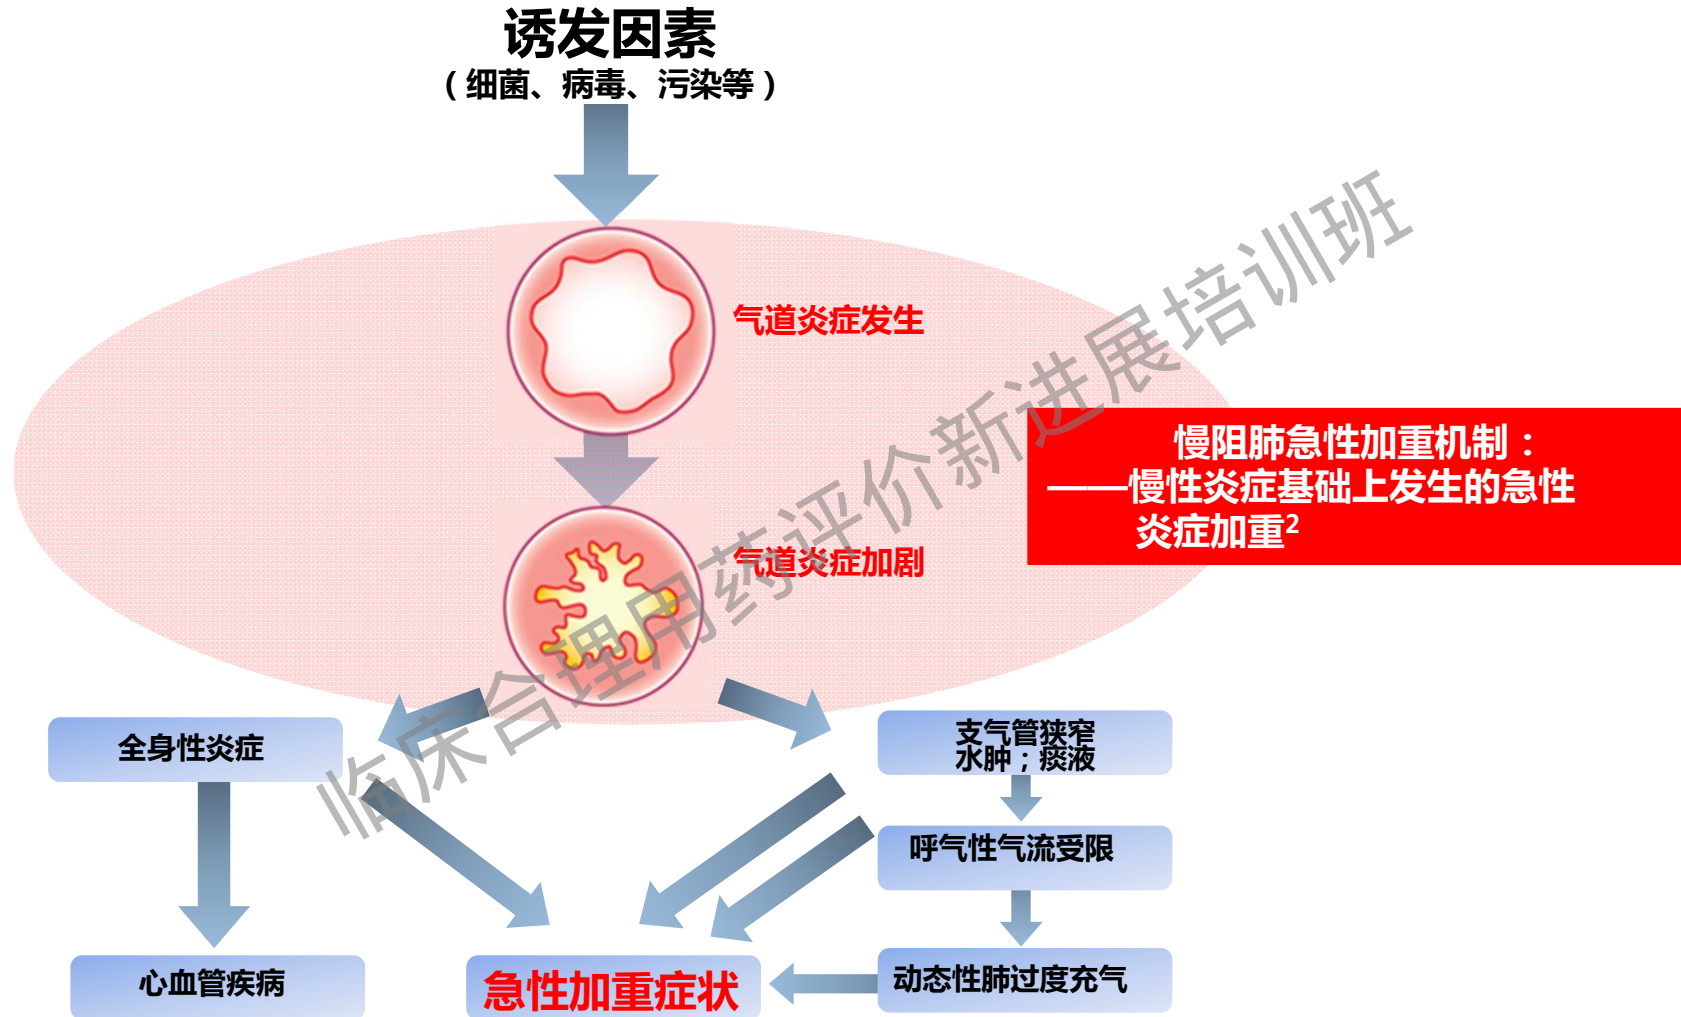 诱发因素
（细菌、病毒、污染等）
气道炎症发生
慢阻肺急性加重机制：
——慢性炎症基础上发生的急性
炎症加重2
气道炎症加剧
全身性炎症
支气管狭窄
水肿；痰液
呼气性气流受限
心血管疾病
急性加重症状
动态性肺过度充气
临床合理用药评价新进展培训班